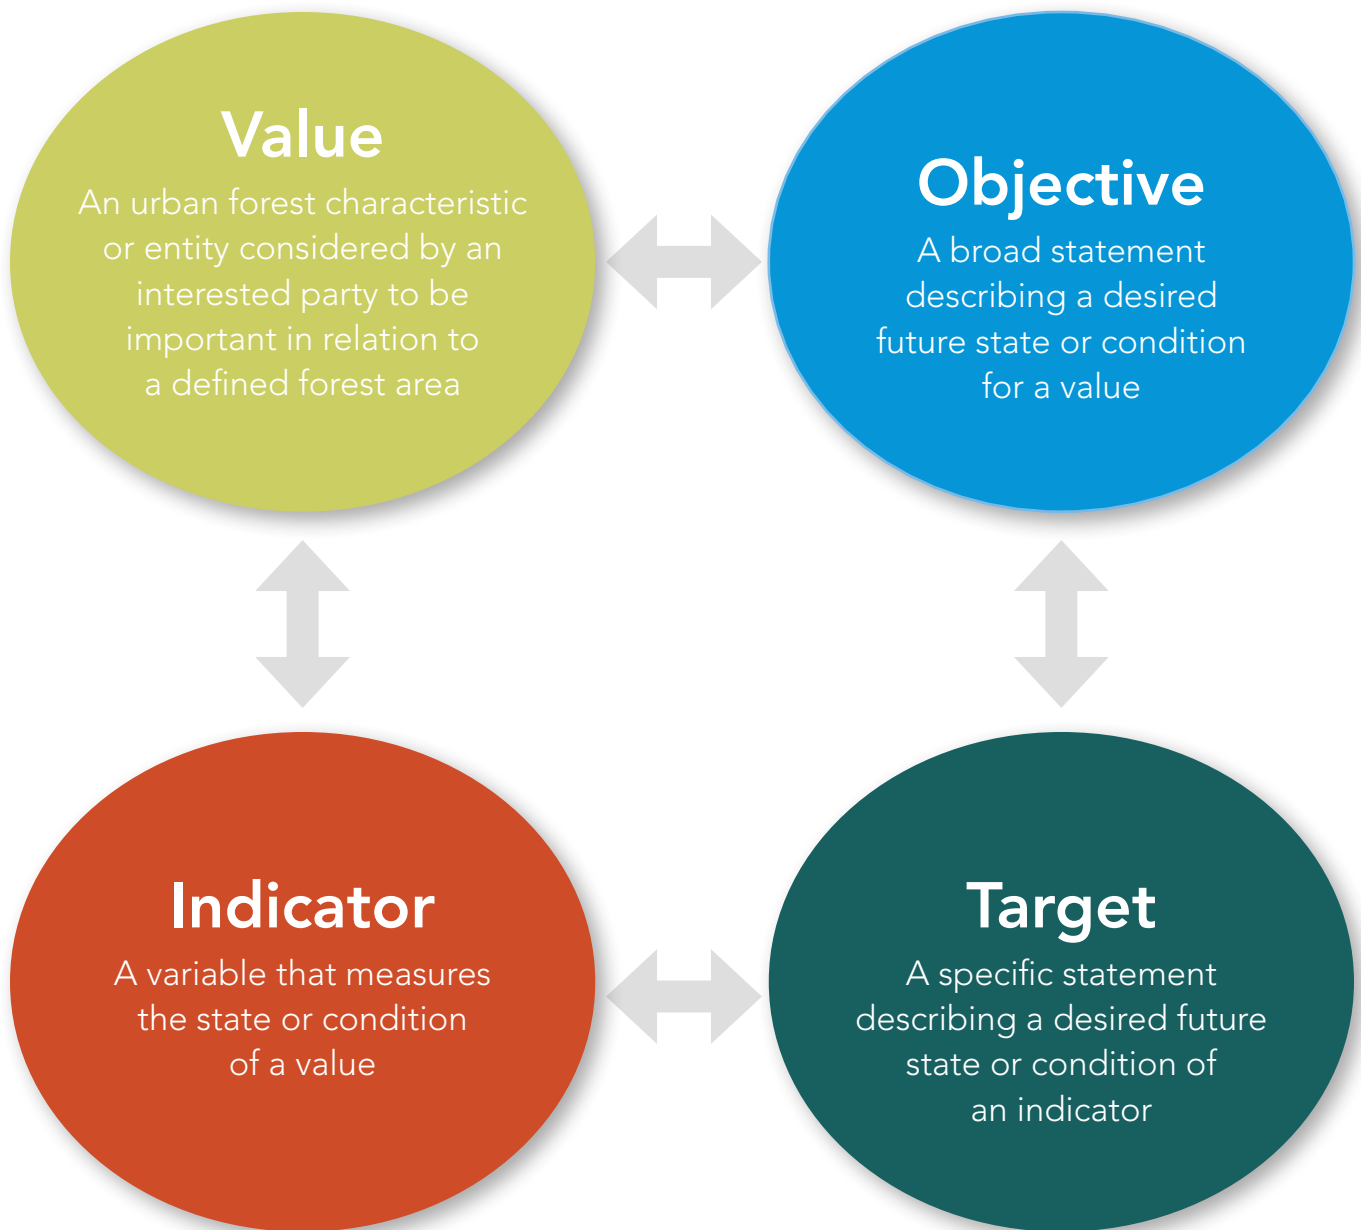 Value
An urban forest characteristic
or entity considered by an
interested party to be
important in relation to
a defined forest area
Objective
A broad statement
describing a desired
future state or condition
for a value
Indicator
A variable that measures
the state or condition
of a value
Target
A specific statement
describing a desired future
state or condition of
an indicator